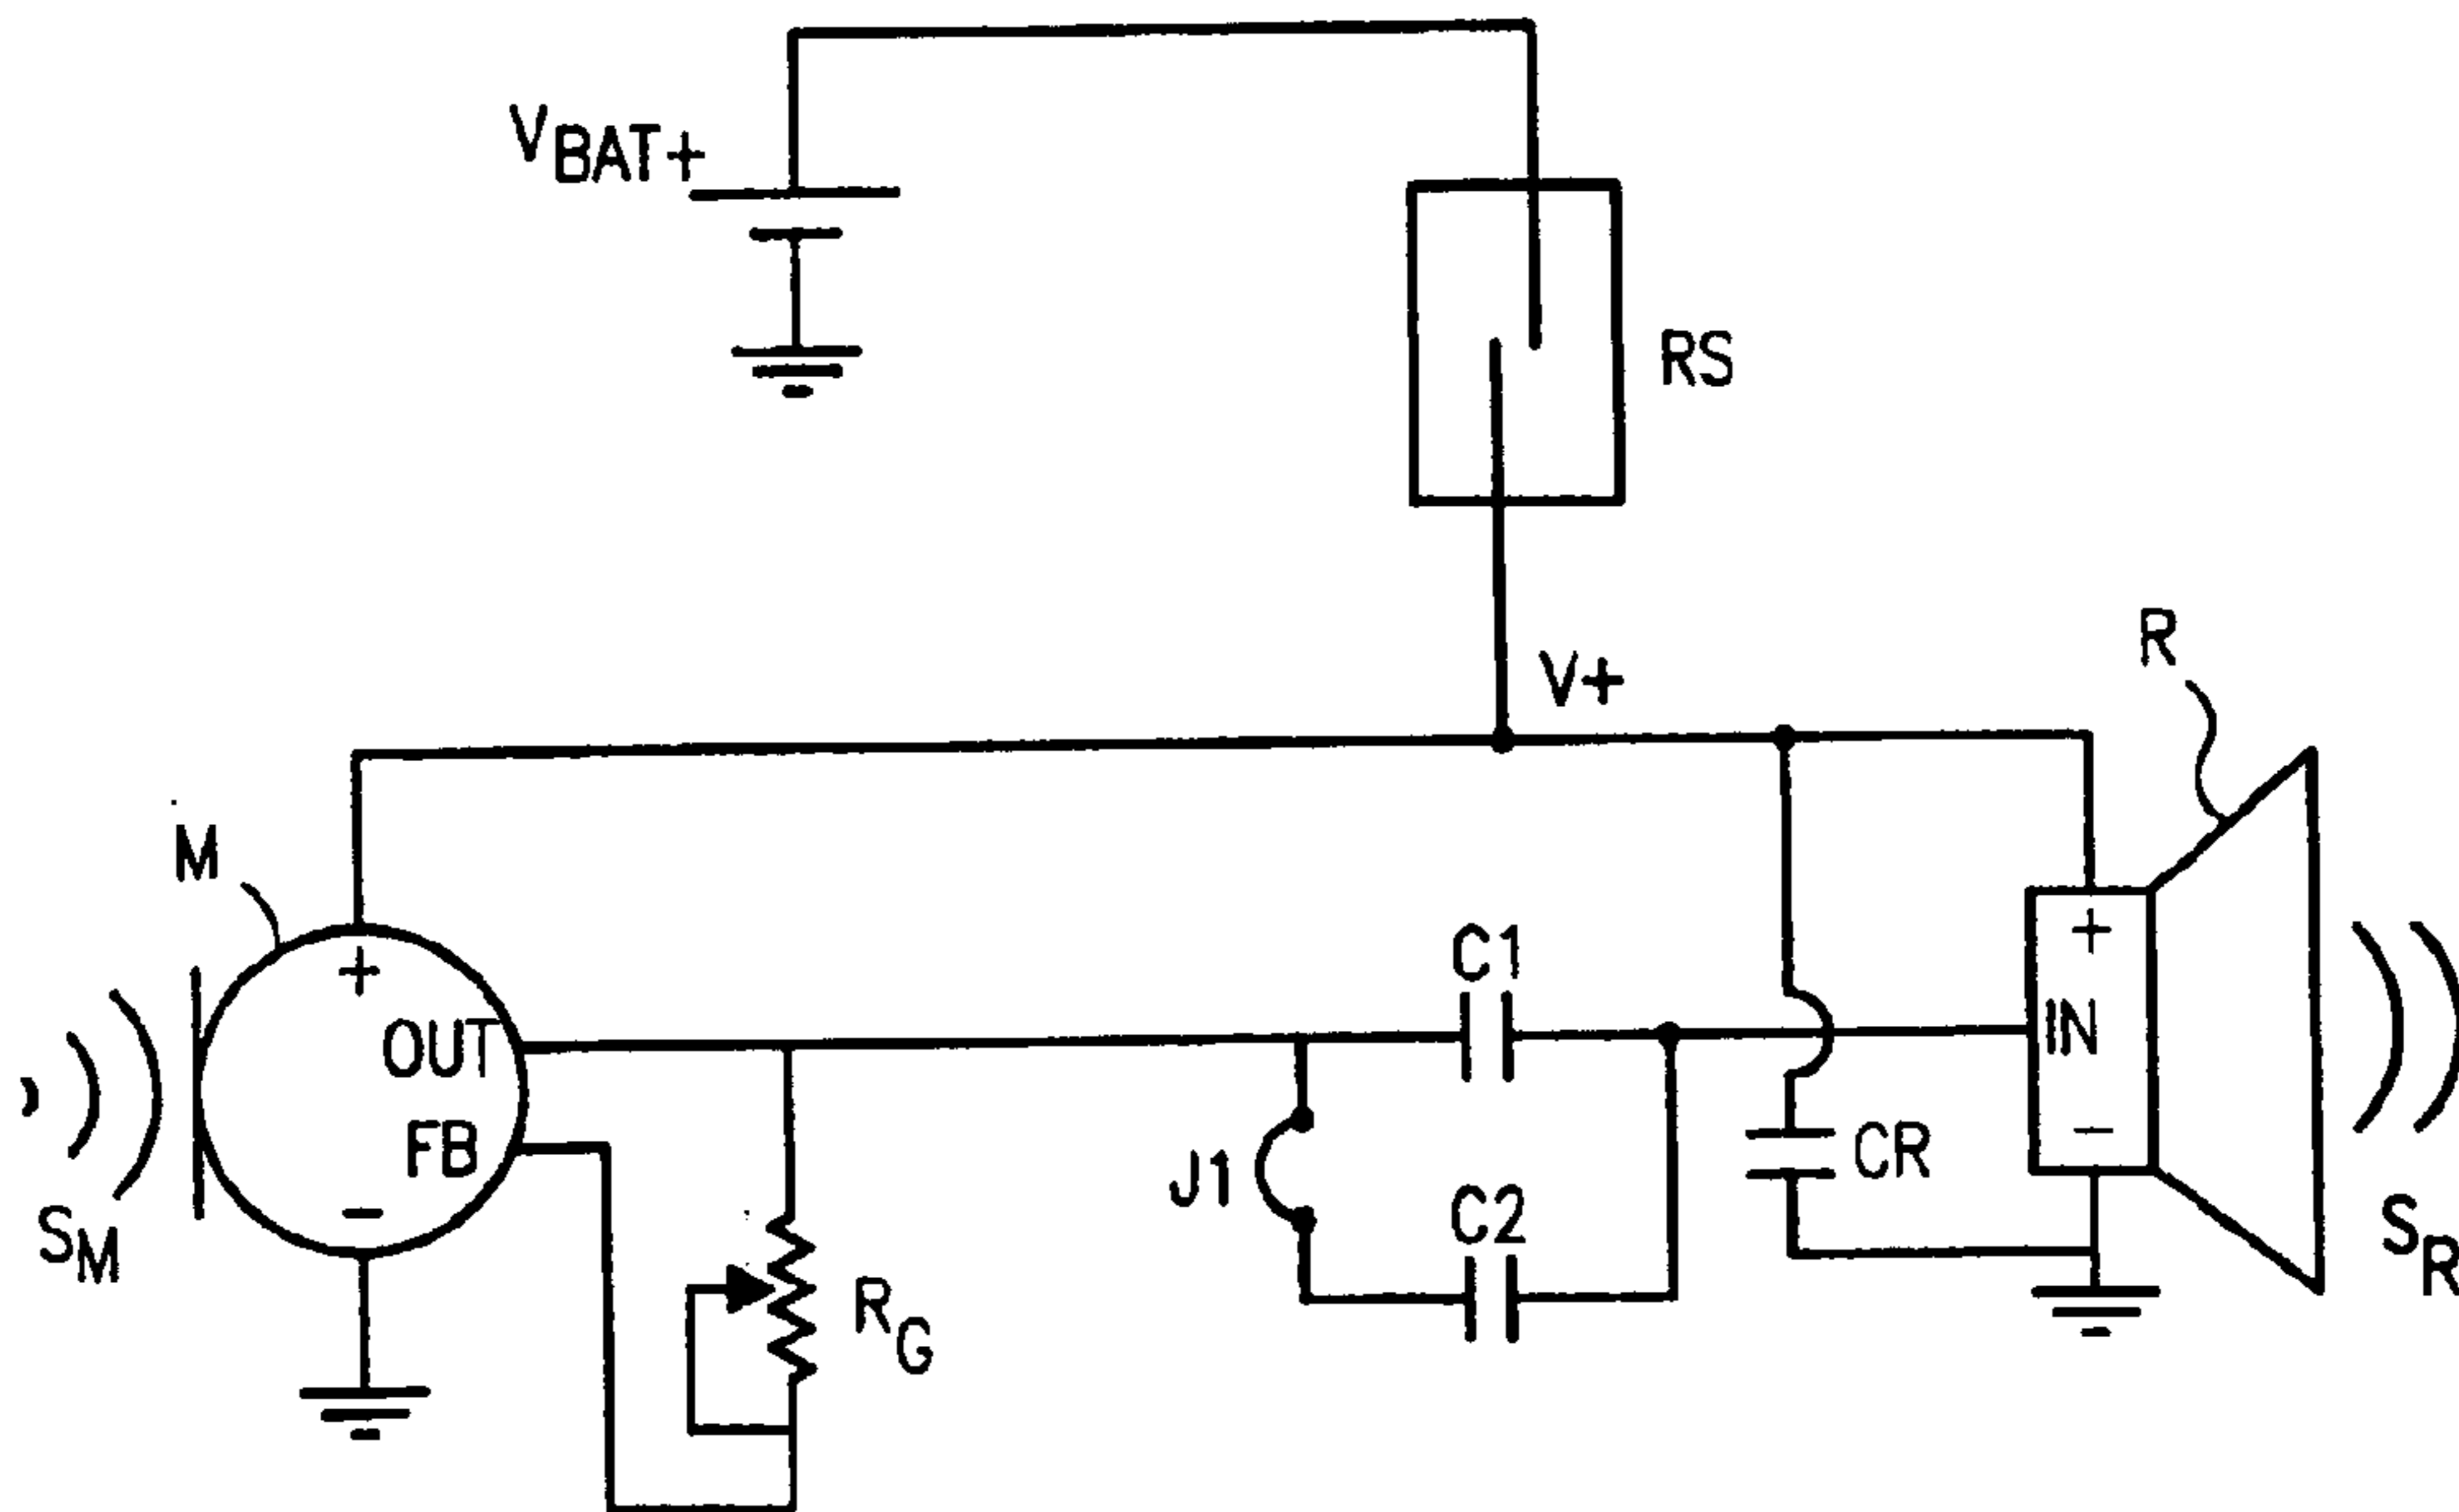 VBAT+
RS
V+
R
M
+
OUT
FB
−
SM
RG
C1
J1
C2
CR
+
IN
−
SR